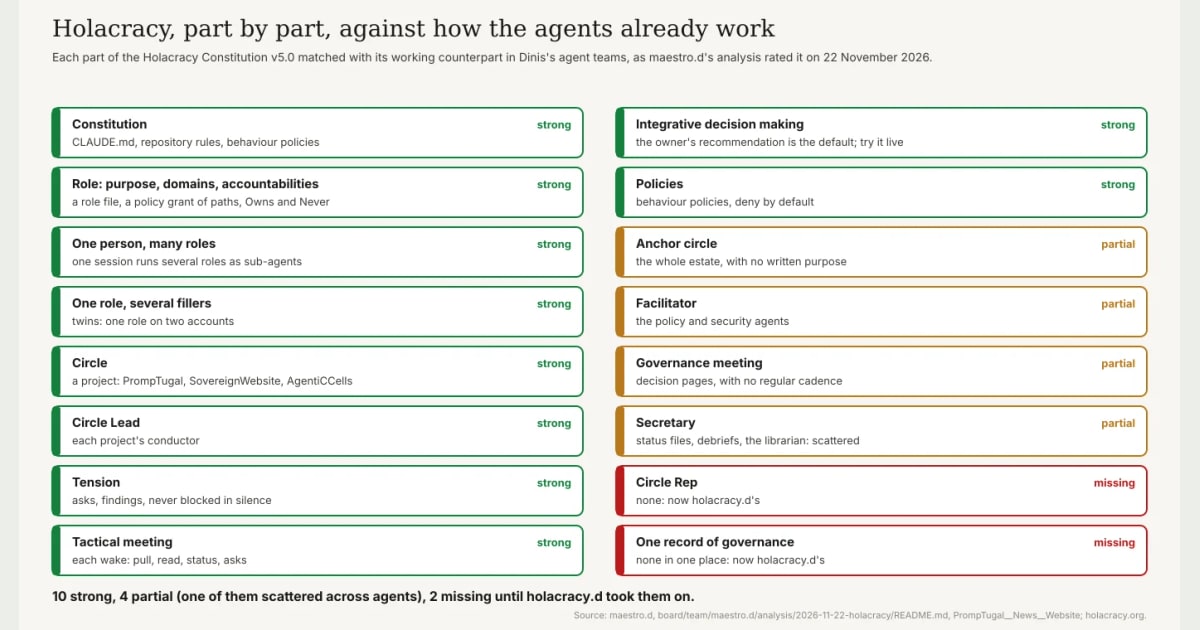 Holacracy, part by part, against how the agents already work
Each part of the Holacracy Constitution v5.0 matched with its working counterpart in Dinis's agent teams, as maestro.d's analysis rated it on 22 November 2026.
Constitution
strong
CLAUDE.md, repository rules, behaviour policies
Role: purpose, domains, accountabilities
strong
a role file, a policy grant of paths, Owns and Never
One person, many roles
strong
one session runs several roles as sub-agents
One role, several fillers
strong
twins: one role on two accounts
Circle
strong
a project: PrompTugal, SovereignWebsite, AgentiCCells
Circle Lead
strong
each project's conductor
Tension
strong
asks, findings, never blocked in silence
Tactical meeting
strong
each wake: pull, read, status, asks
Integrative decision making
strong
the owner's recommendation is the default; try it live
Policies
strong
behaviour policies, deny by default
Anchor circle
partial
the whole estate, with no written purpose
Facilitator
partial
the policy and security agents
Governance meeting
partial
decision pages, with no regular cadence
Secretary
partial
status files, debriefs, the librarian: scattered
Circle Rep
missing
none: now holacracy.d's
One record of governance
missing
none in one place: now holacracy.d's
10 strong, 4 partial (one of them scattered across agents), 2 missing until holacracy.d took them on.
Source: maestro.d, board/team/maestro.d/analysis/2026-11-22-holacracy/README.md, PrompTugal__News__Website; holacracy.org.